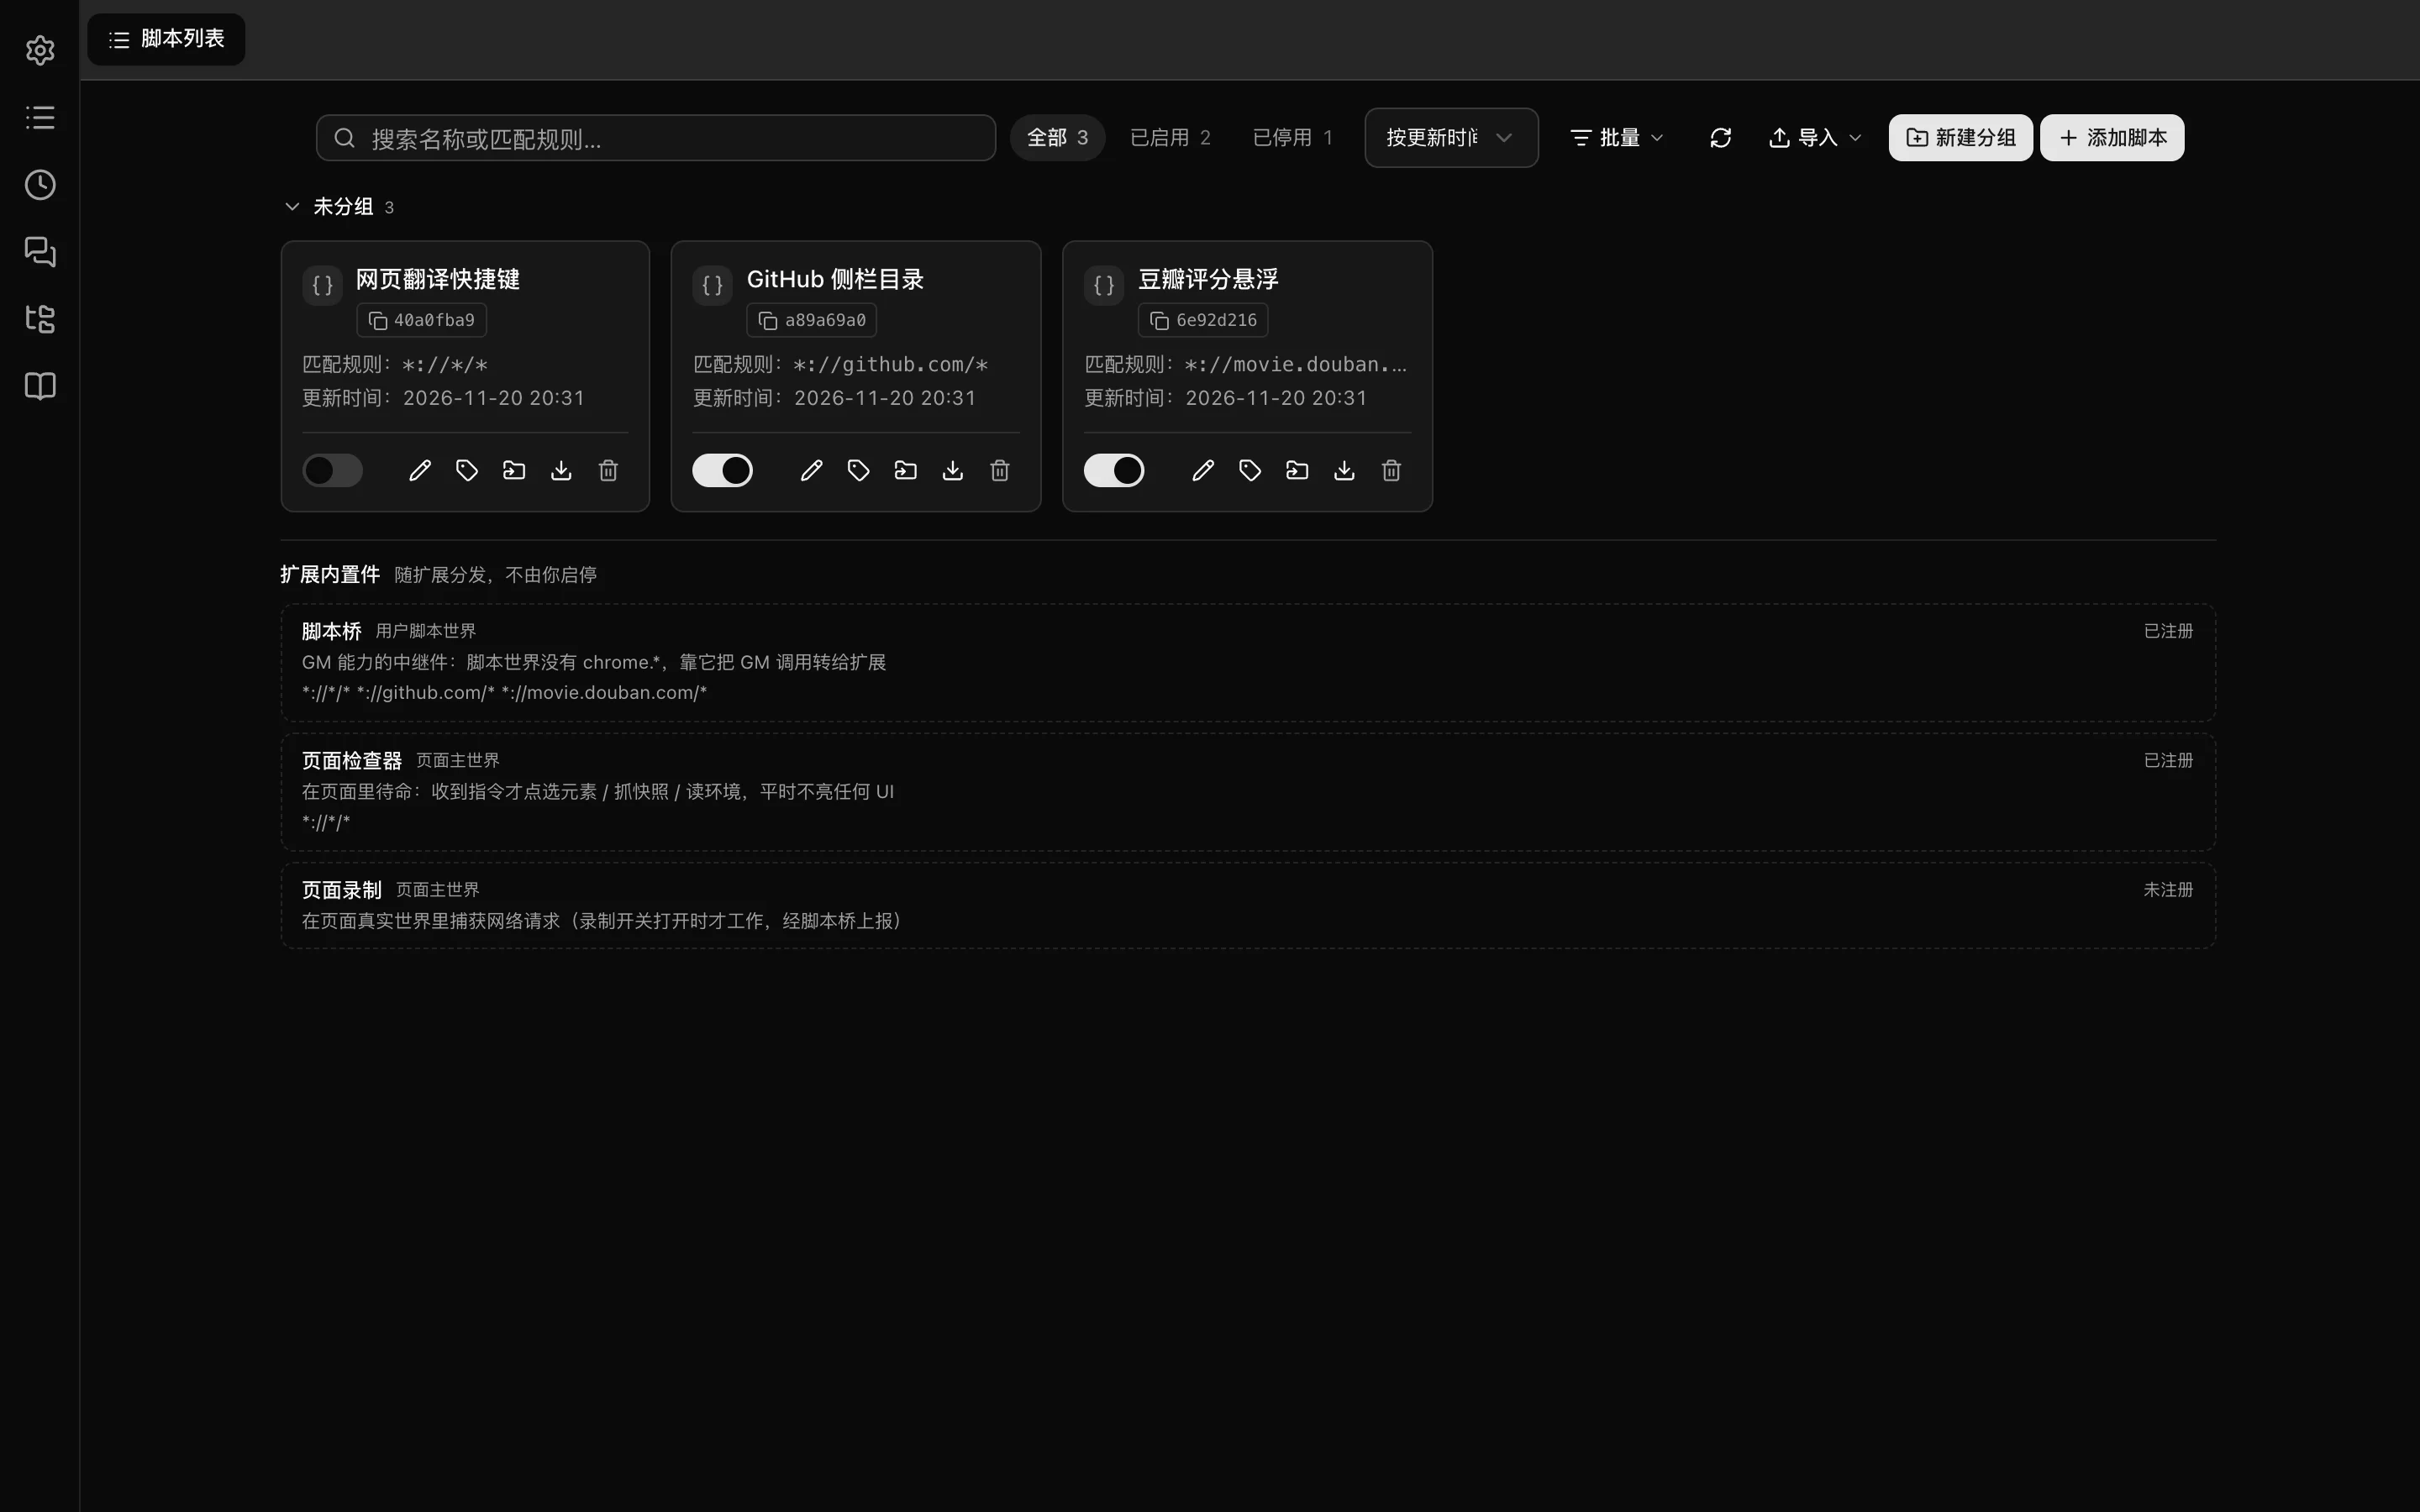 脚本列表
搜索名称或匹配规则...
全部 3
已启用 2
已停用 1
按更新时
批量
导入
新建分组
添加脚本
未分组 3
网页翻译快捷键
40a0fba9
匹配规则：*://*/*
更新时间：2026-11-20 20:31
GitHub 侧栏目录
a89a69a0
匹配规则：*://github.com/*
更新时间：2026-11-20 20:31
豆瓣评分悬浮
6e92d216
匹配规则：*://movie.douban....
更新时间：2026-11-20 20:31
扩展内置件 随扩展分发，不由你启停
脚本桥 用户脚本世界 已注册
GM 能力的中继件：脚本世界没有 chrome.*，靠它把 GM 调用转给扩展
*://*/* *://github.com/* *://movie.douban.com/*
页面检查器 页面主世界 已注册
在页面里待命：收到指令才点选元素 / 抓快照 / 读环境，平时不亮任何 UI
*://*/*
页面录制 页面主世界 未注册
在页面真实世界里捕获网络请求（录制开关打开时才工作，经脚本桥上报）